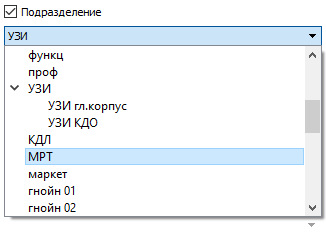 Подразделение
УЗИ
функц
проф
УЗИ
УЗИ гл.корпус
УЗИ КДО
КДЛ
МРТ
маркет
гнойн 01
гнойн 02